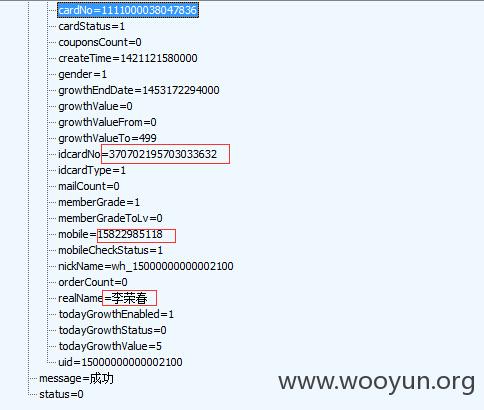 cardNo=1111000038047836
cardStatus=1
couponsCount=0
createTime=1421121580000
gender=1
growthEndDate=1453172294000
growthValue=0
growthValueFrom=0
growthValueTo=499
idcardNo=370702195703033632
idcardType=1
mailCount=0
memberGrade=1
memberGradeToLv=0
mobile=15822985118
mobileCheckStatus=1
nickName=wh_15000000000002100
orderCount=0
realName=李荣春
todayGrowthEnabled=1
todayGrowthStatus=0
todayGrowthValue=5
uid=15000000000002100
message=成功
status=0
www.wooyun.org